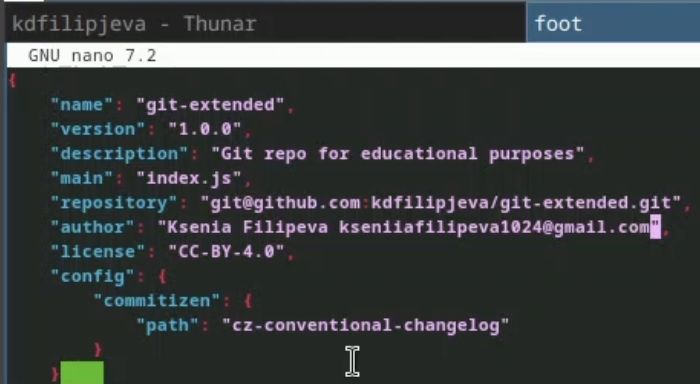 kdfilipjeva - Thunar
foot
GNU nano 7.2
{
"name": "git-extended",
"version": "1.0.0",
"description": "Git repo for educational purposes",
"main": "index.js",
"repository": "git@github.com:kdfilipjeva/git-extended.git",
"author": "Ksenia Filipeva kseniiafilipeva1024@gmail.com",
"license": "CC-BY-4.0",
"config": {
"commitizen": {
"path": "cz-conventional-changelog"
}
}